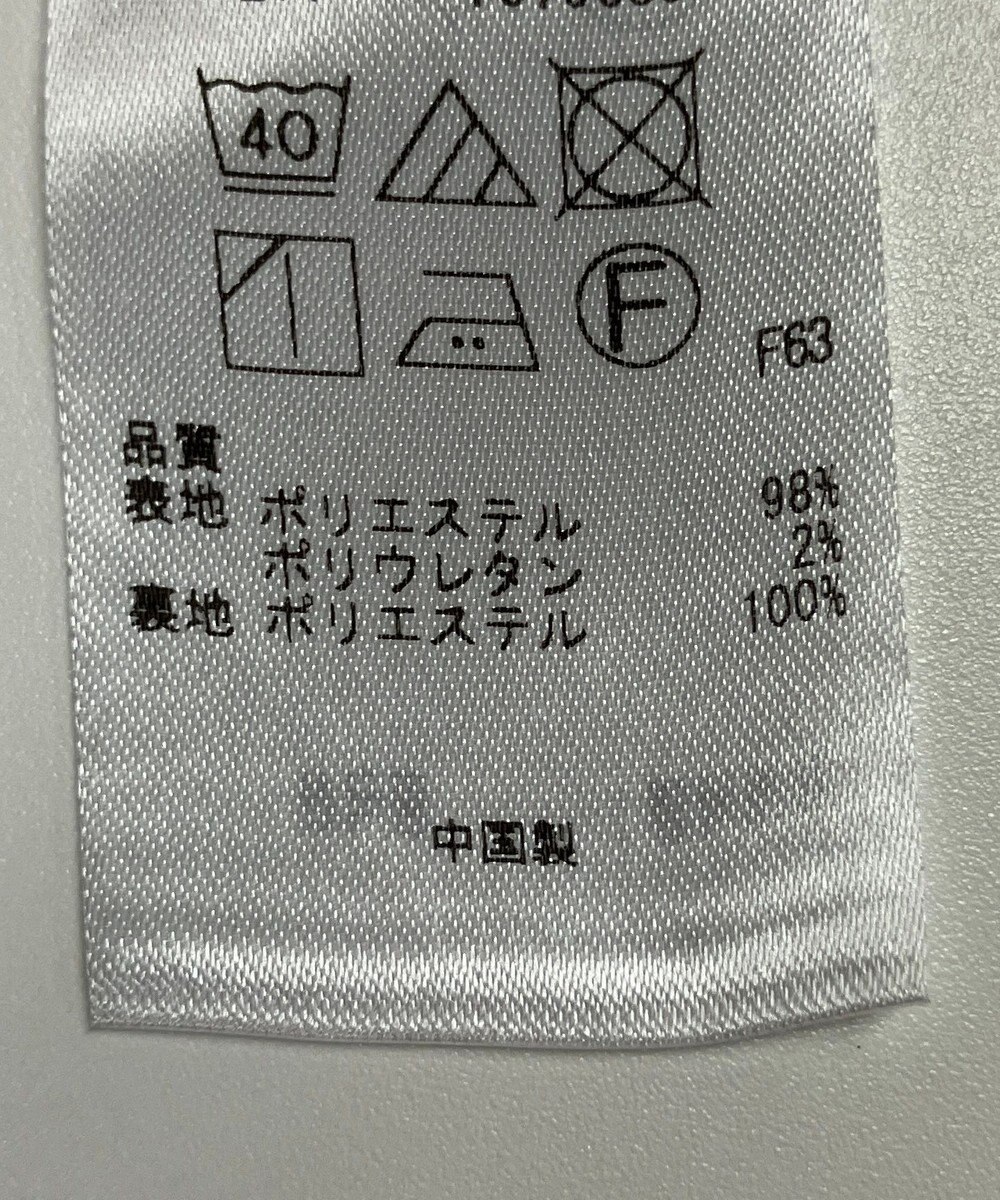 40
F
F63
品質
表地 ポリエステル 98%
ポリウレタン 2%
裏地 ポリエステル 100%
中国製